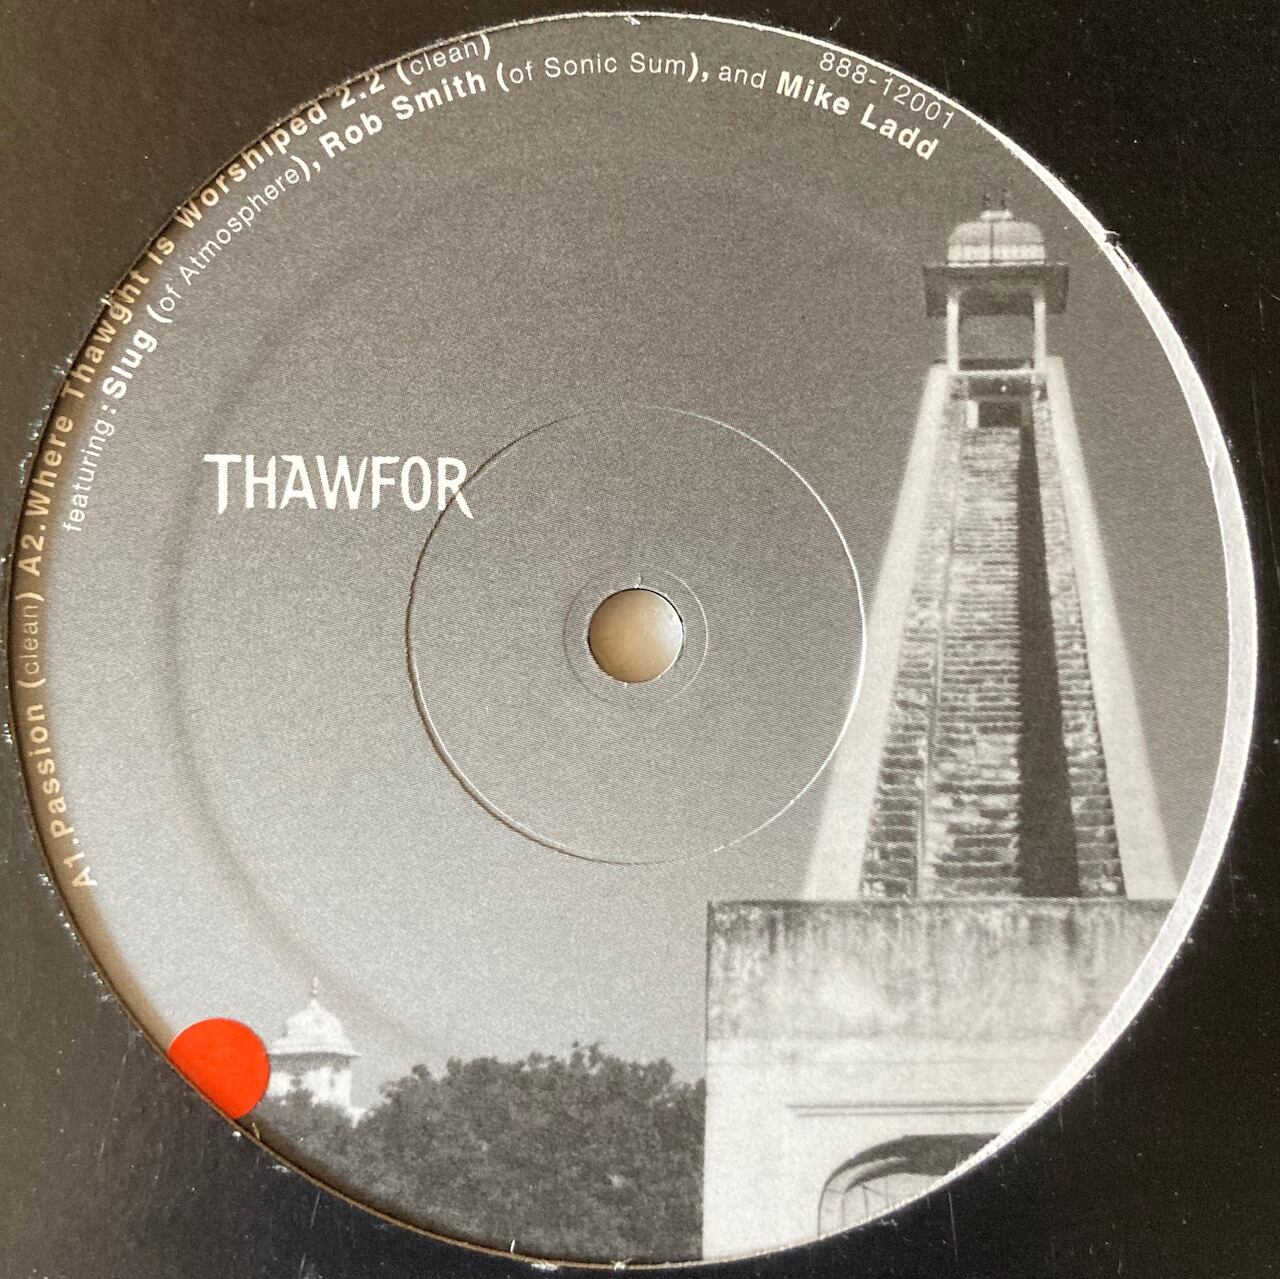 A1.Passion (clean) A2.Where Thawght is Worshiped 2.2 (clean)
featuring: Slug (of Atmosphere), Rob Smith (of Sonic Sum), and Mike Ladd
888-12001
THAWFOR